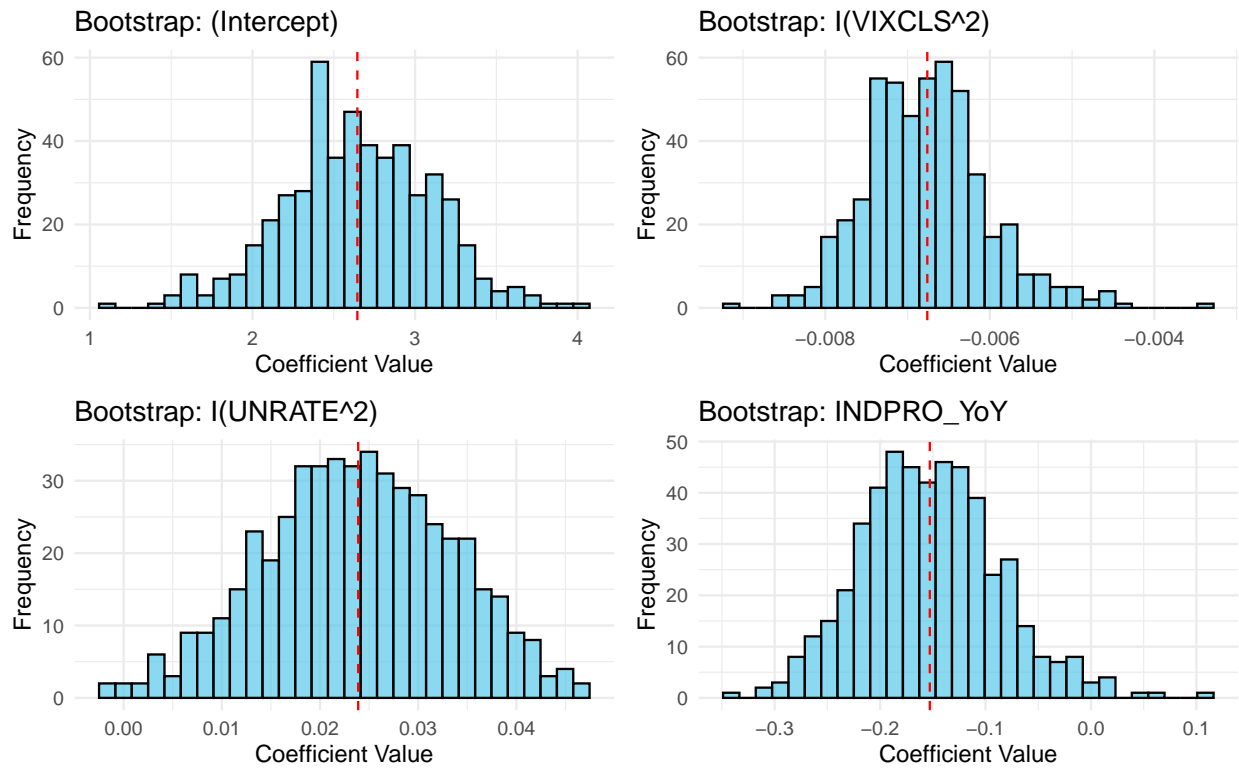 Bootstrap: (Intercept)
60
40
20
0
Frequency
1 2 3 4
Coefficient Value
Bootstrap: I(VIXCLS^2)
60
40
20
0
Frequency
−0.008 −0.006 −0.004
Coefficient Value
Bootstrap: I(UNRATE^2)
30
20
10
0
Frequency
0.00 0.01 0.02 0.03 0.04
Coefficient Value
Bootstrap: INDPRO_YoY
50
40
30
20
10
0
Frequency
−0.3 −0.2 −0.1 0.0 0.1
Coefficient Value